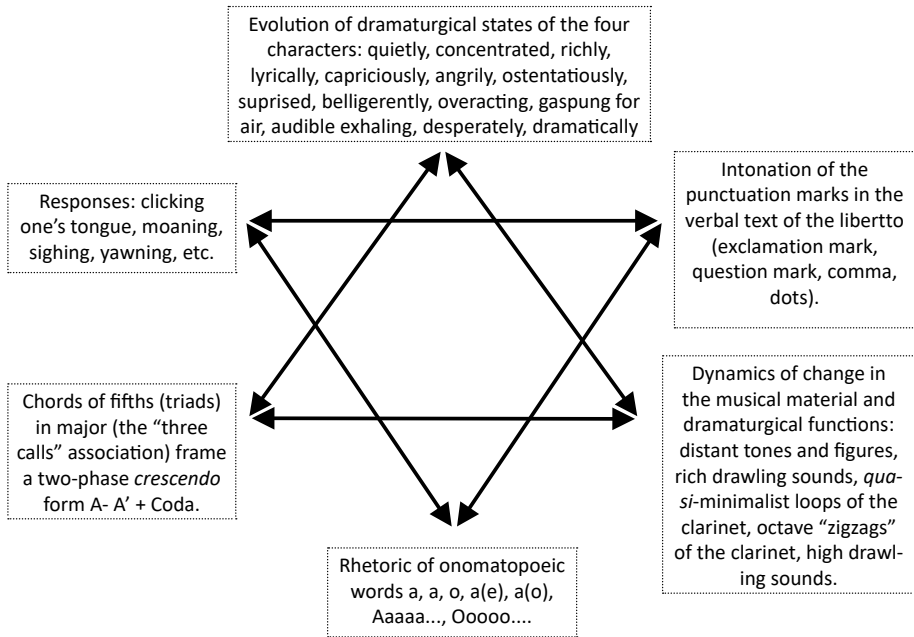 Evolution of dramaturgical states of the four
characters: quietly, concentrated, richly,
lyrically, capriciously, angrily, ostentatiously,
suprised, belligerently, overacting, gaspung for
air, audible exhaling, desperately, dramatically
Responses: clicking
one's tongue, moaning,
sighing, yawning, etc.
Intonation of the
punctuation marks in the
verbal text of the libertto
(exclamation mark,
question mark, comma,
dots).
Chords of fifths (triads)
in major (the “three
calls” association) frame
a two-phase crescendo
form A- A’ + Coda.
Dynamics of change in
the musical material and
dramaturgical functions:
distant tones and figures,
rich drawling sounds, qua-
si-minimalist loops of the
clarinet, octave “zigzags”
of the clarinet, high drawl-
ing sounds.
Rhetoric of onomatopoeic
words a, a, o, a(e), a(o),
Aaaaa..., Ooooo....